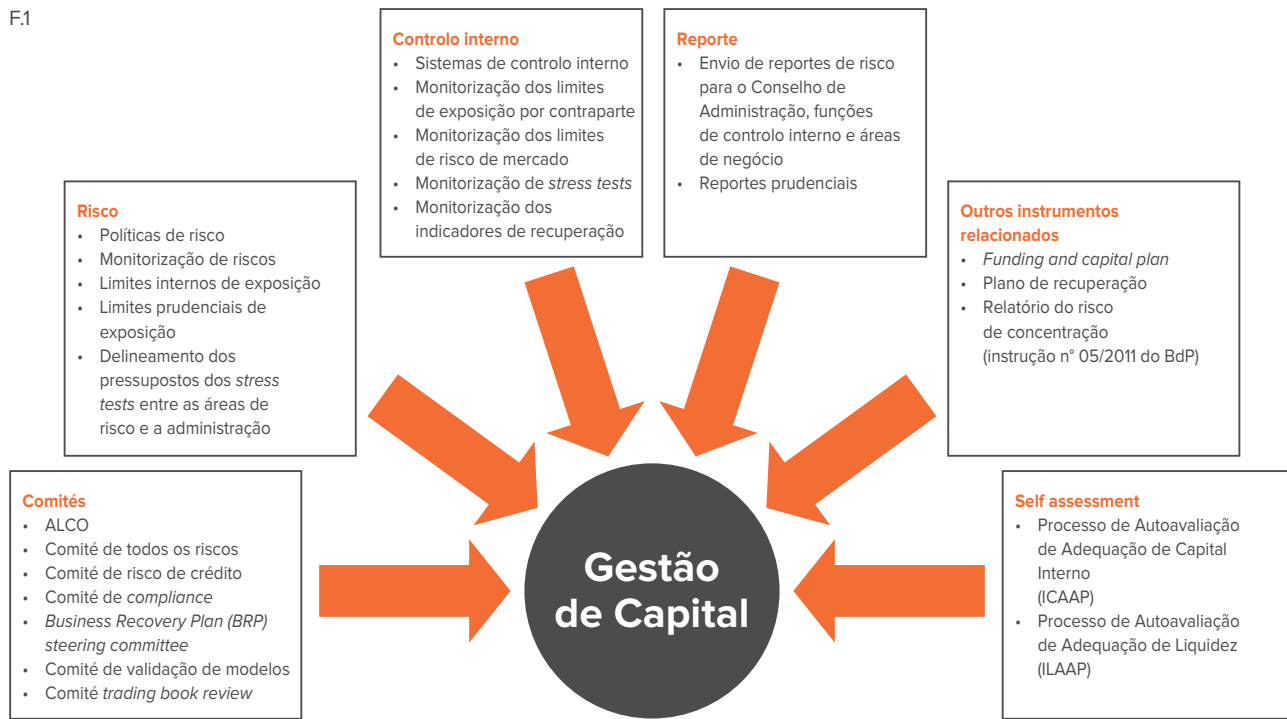 F.1
Controlo interno
• Sistemas de controlo interno
• Monitorização dos limites
de exposição por contraparte
• Monitorização dos limites
de risco de mercado
• Monitorização de stress tests
• Monitorização dos
indicadores de recuperação
Reporte
• Envio de reportes de risco
para o Conselho de
Administração, funções
de controlo interno e áreas
de negócio
• Reportes prudenciais
Risco
• Políticas de risco
• Monitorização de riscos
• Limites internos de exposição
• Limites prudenciais de
exposição
• Delineamento dos
pressupostos dos stress
tests entre as áreas de
risco e a administração
Outros instrumentos
relacionados
• Funding and capital plan
• Plano de recuperação
• Relatório do risco
de concentração
(instrução n° 05/2011 do BdP)
Comités
• ALCO
• Comité de todos os riscos
• Comité de risco de crédito
• Comité de compliance
• Business Recovery Plan (BRP)
steering committee
• Comité de validação de modelos
• Comité trading book review
Gestão
de Capital
Self assessment
• Processo de Autoavaliação
de Adequação de Capital
Interno
(ICAAP)
• Processo de Autoavaliação
de Adequação de Liquidez
(ILAAP)